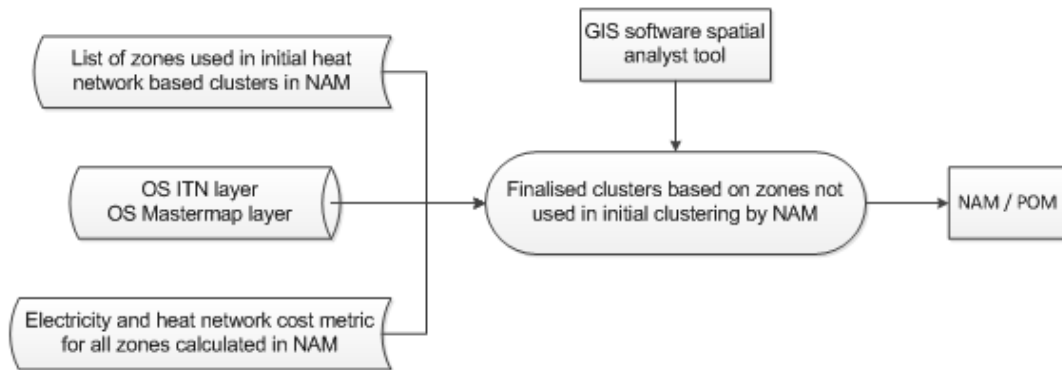 List of zones used in initial heat
network based clusters in NAM
GIS software spatial
analyst tool
OS ITN layer
OS Mastermap layer
Finalised clusters based on zones not
used in initial clustering by NAM
NAM / POM
Electricity and heat network cost metric
for all zones calculated in NAM